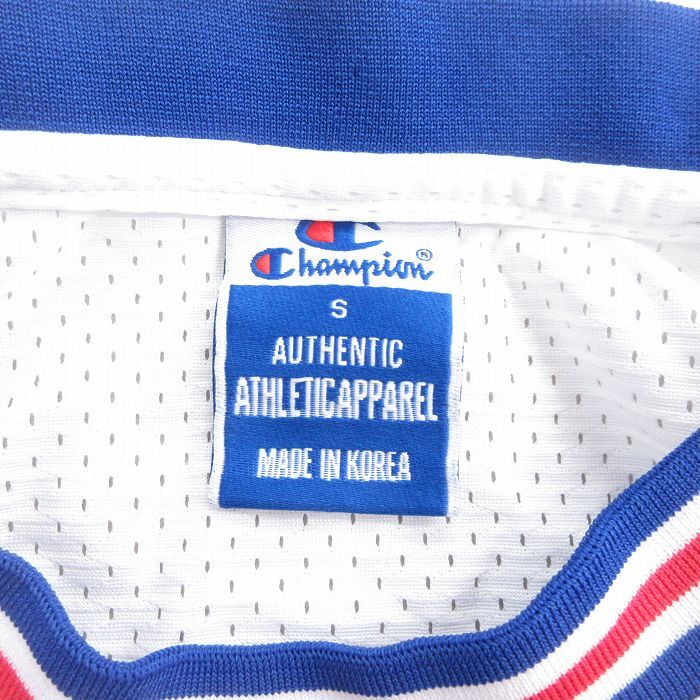 Champion®
S
AUTHENTIC
ATHLETICAPPAREL
MADE IN KOREA